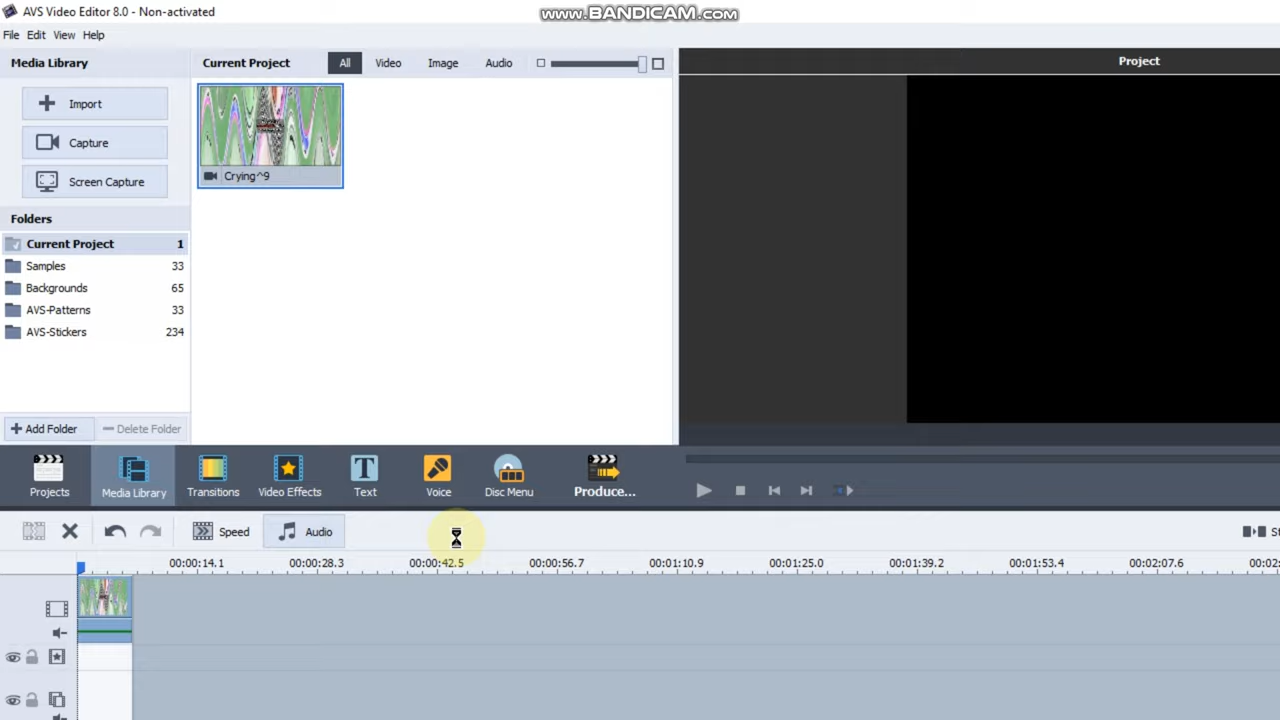 AVS Video Editor 8.0 - Non-activated
www.BANDICAM.com
File Edit View Help
Media Library
Current Project
All
Video
Image
Audio
Project
Import
Capture
Screen Capture
Crying^9
Folders
Current Project 1
Samples 33
Backgrounds 65
AVS-Patterns 33
AVS-Stickers 234
Add Folder
Delete Folder
Projects
Media Library
Transitions
Video Effects
Text
Voice
Disc Menu
Produce...
Speed
Audio
St
00:00:14.1 00:00:28.3 00:00:42.5 00:00:56.7 00:01:10.9 00:01:25.0 00:01:39.2 00:01:53.4 00:02:07.6 00:02: